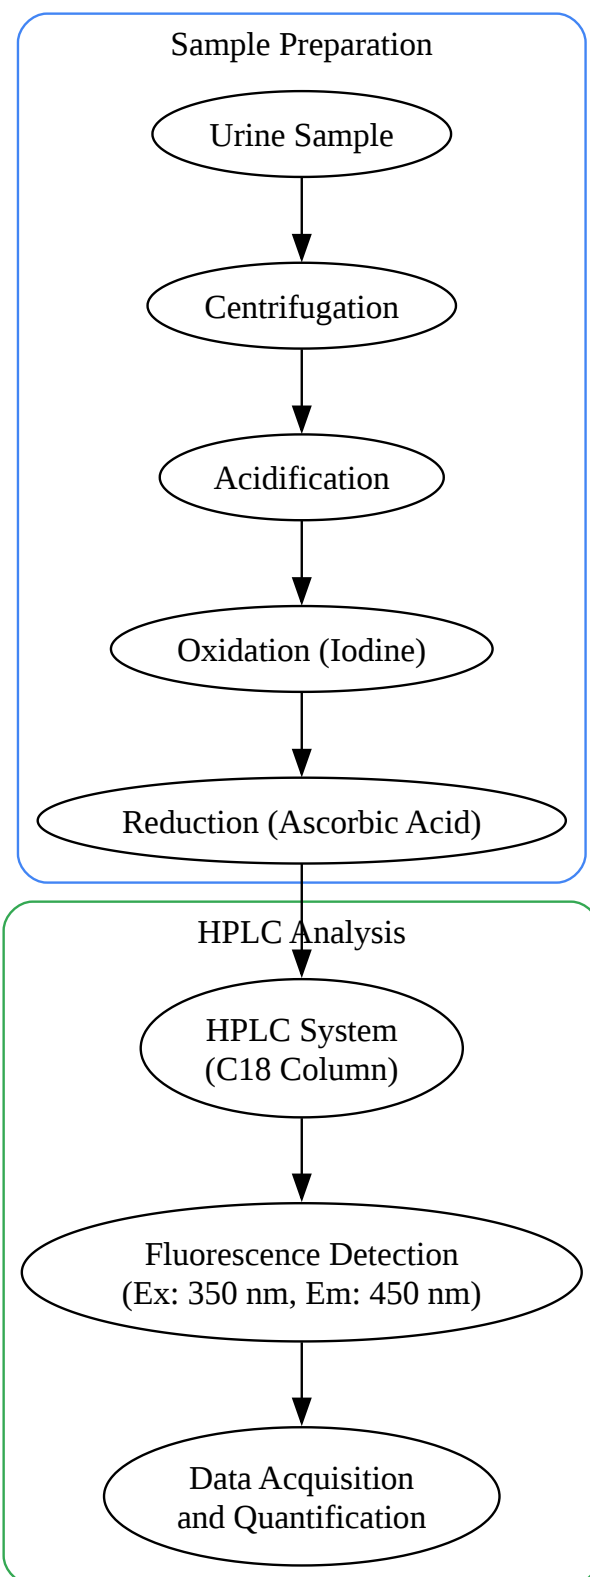 Sample Preparation
Urine Sample
Centrifugation
Acidification
Oxidation (Iodine)
Reduction (Ascorbic Acid)
HPLC Analysis
HPLC System
(C18 Column)
Fluorescence Detection
(Ex: 350 nm, Em: 450 nm)
Data Acquisition
and Quantification